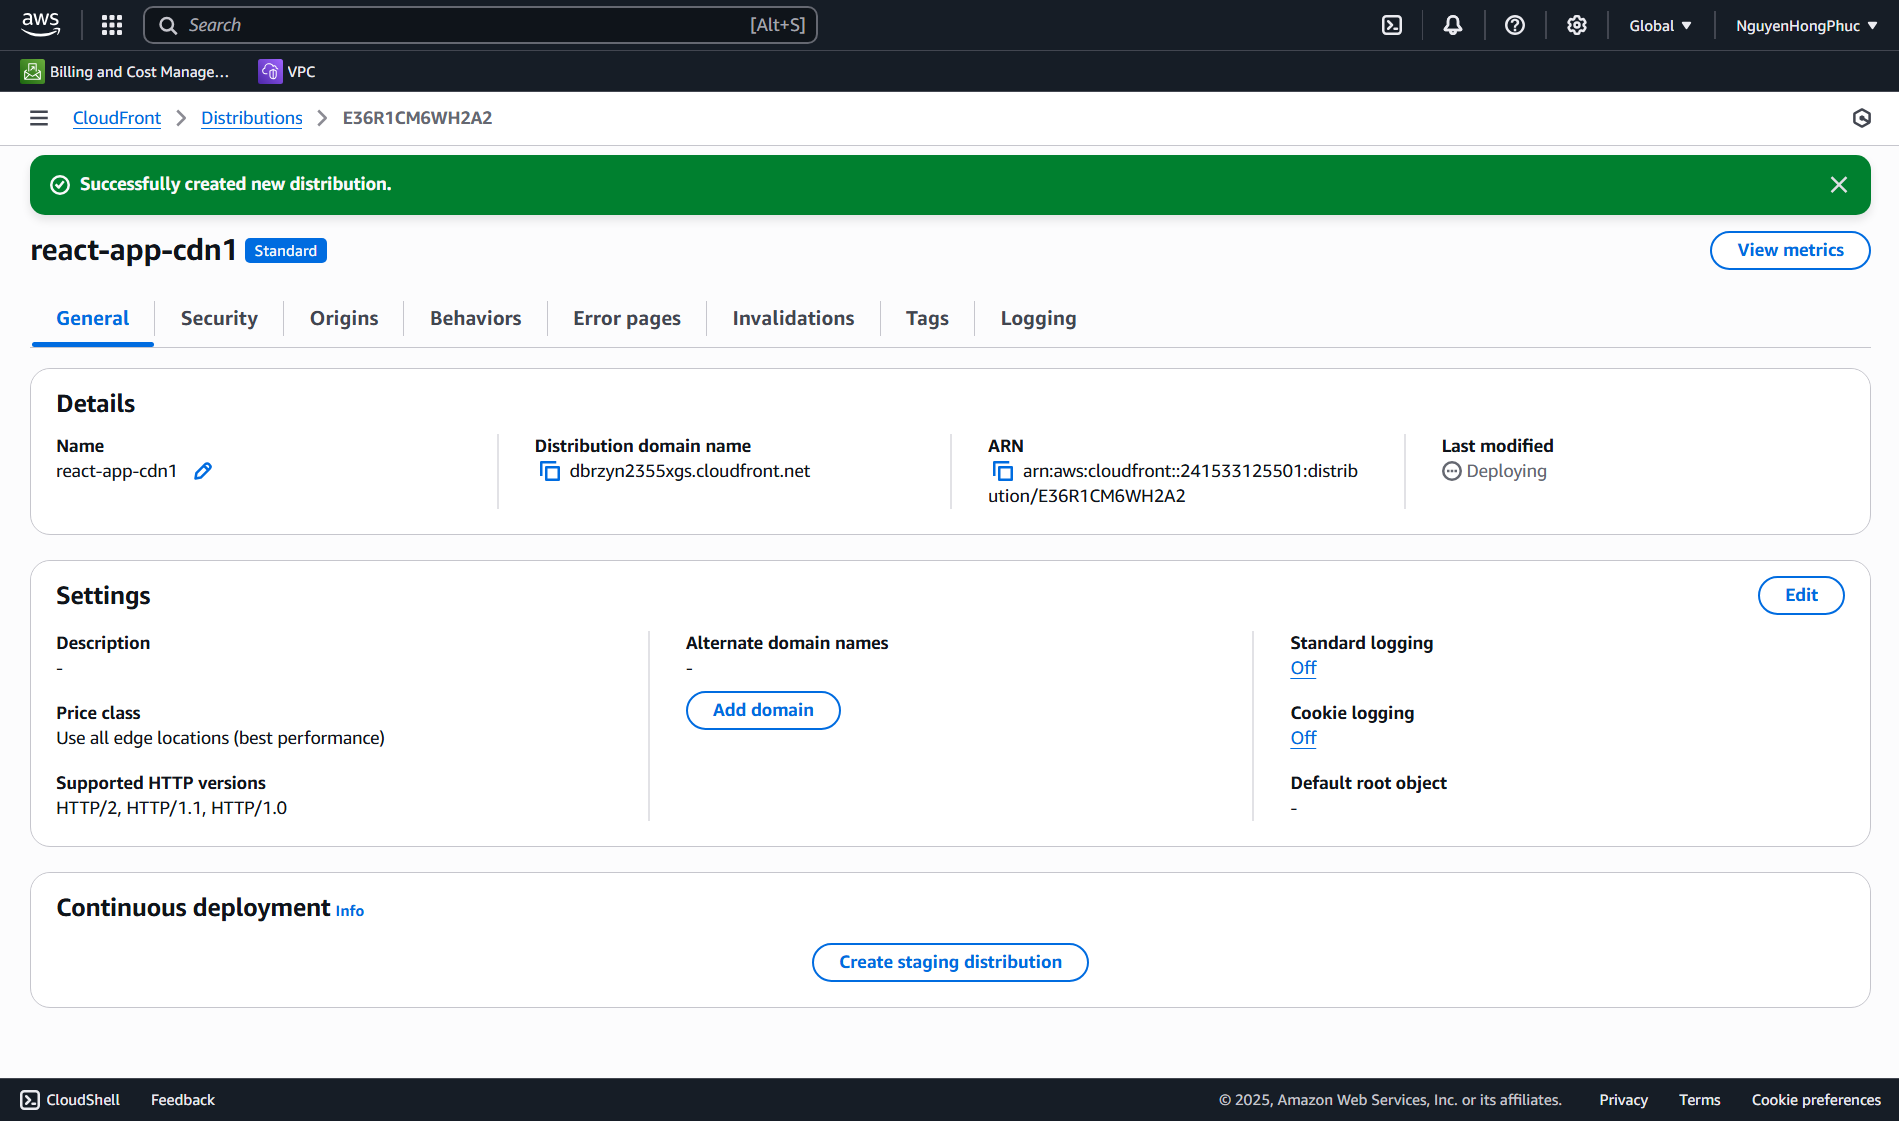 aws
Search [Alt+S]
Global ▼
NguyenHongPhuc ▼
Billing and Cost Manage...
VPC
CloudFront > Distributions > E36R1CM6WH2A2
Successfully created new distribution.
react-app-cdn1 Standard
View metrics
General
Security
Origins
Behaviors
Error pages
Invalidations
Tags
Logging
Details
Name
react-app-cdn1
Distribution domain name
dbrzyn2355xgs.cloudfront.net
ARN
arn:aws:cloudfront::241533125501:distrib
ution/E36R1CM6WH2A2
Last modified
Deploying
Settings
Edit
Description
-
Price class
Use all edge locations (best performance)
Supported HTTP versions
HTTP/2, HTTP/1.1, HTTP/1.0
Alternate domain names
-
Add domain
Standard logging
Off
Cookie logging
Off
Default root object
-
Continuous deployment Info
Create staging distribution
CloudShell
Feedback
© 2025, Amazon Web Services, Inc. or its affiliates.
Privacy
Terms
Cookie preferences